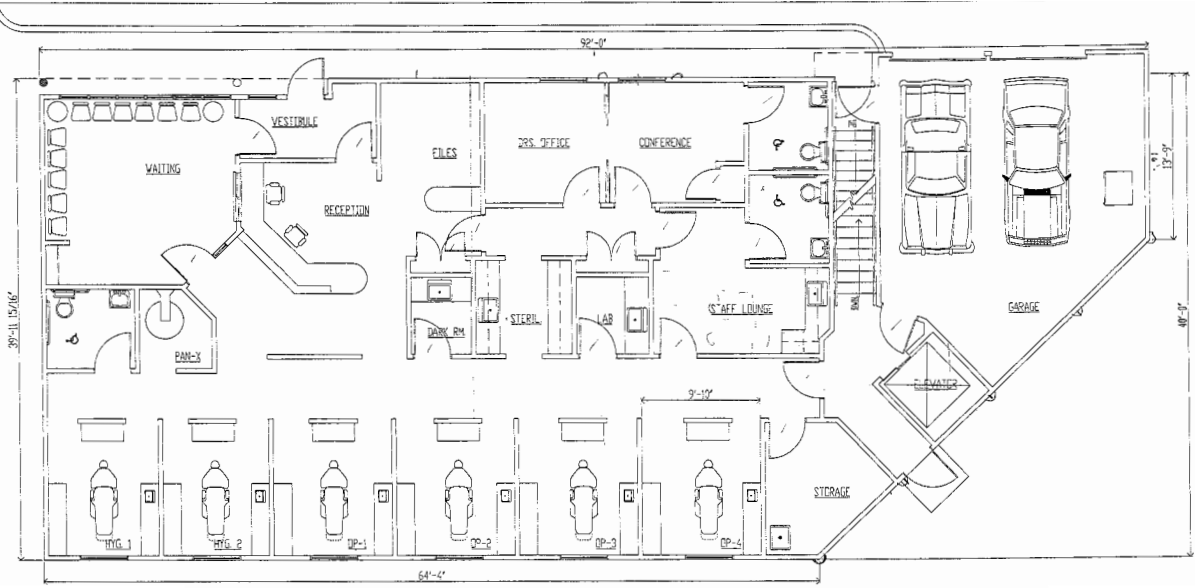 92'-0"
VESTIBULE
FILES
DRS. OFFICE
CONFERENCE
WAITING
RECEPTION
13'-9"
39'-11 15/16"
40'-0"
DARK RM.
STERIL.
LAB
STAFF LOUNGE
GARAGE
PAN-X
ELEVATOR
9'-10"
STORAGE
HYG. 1
HYG. 2
OP-1
OP-2
OP-3
OP-4
64'-4"